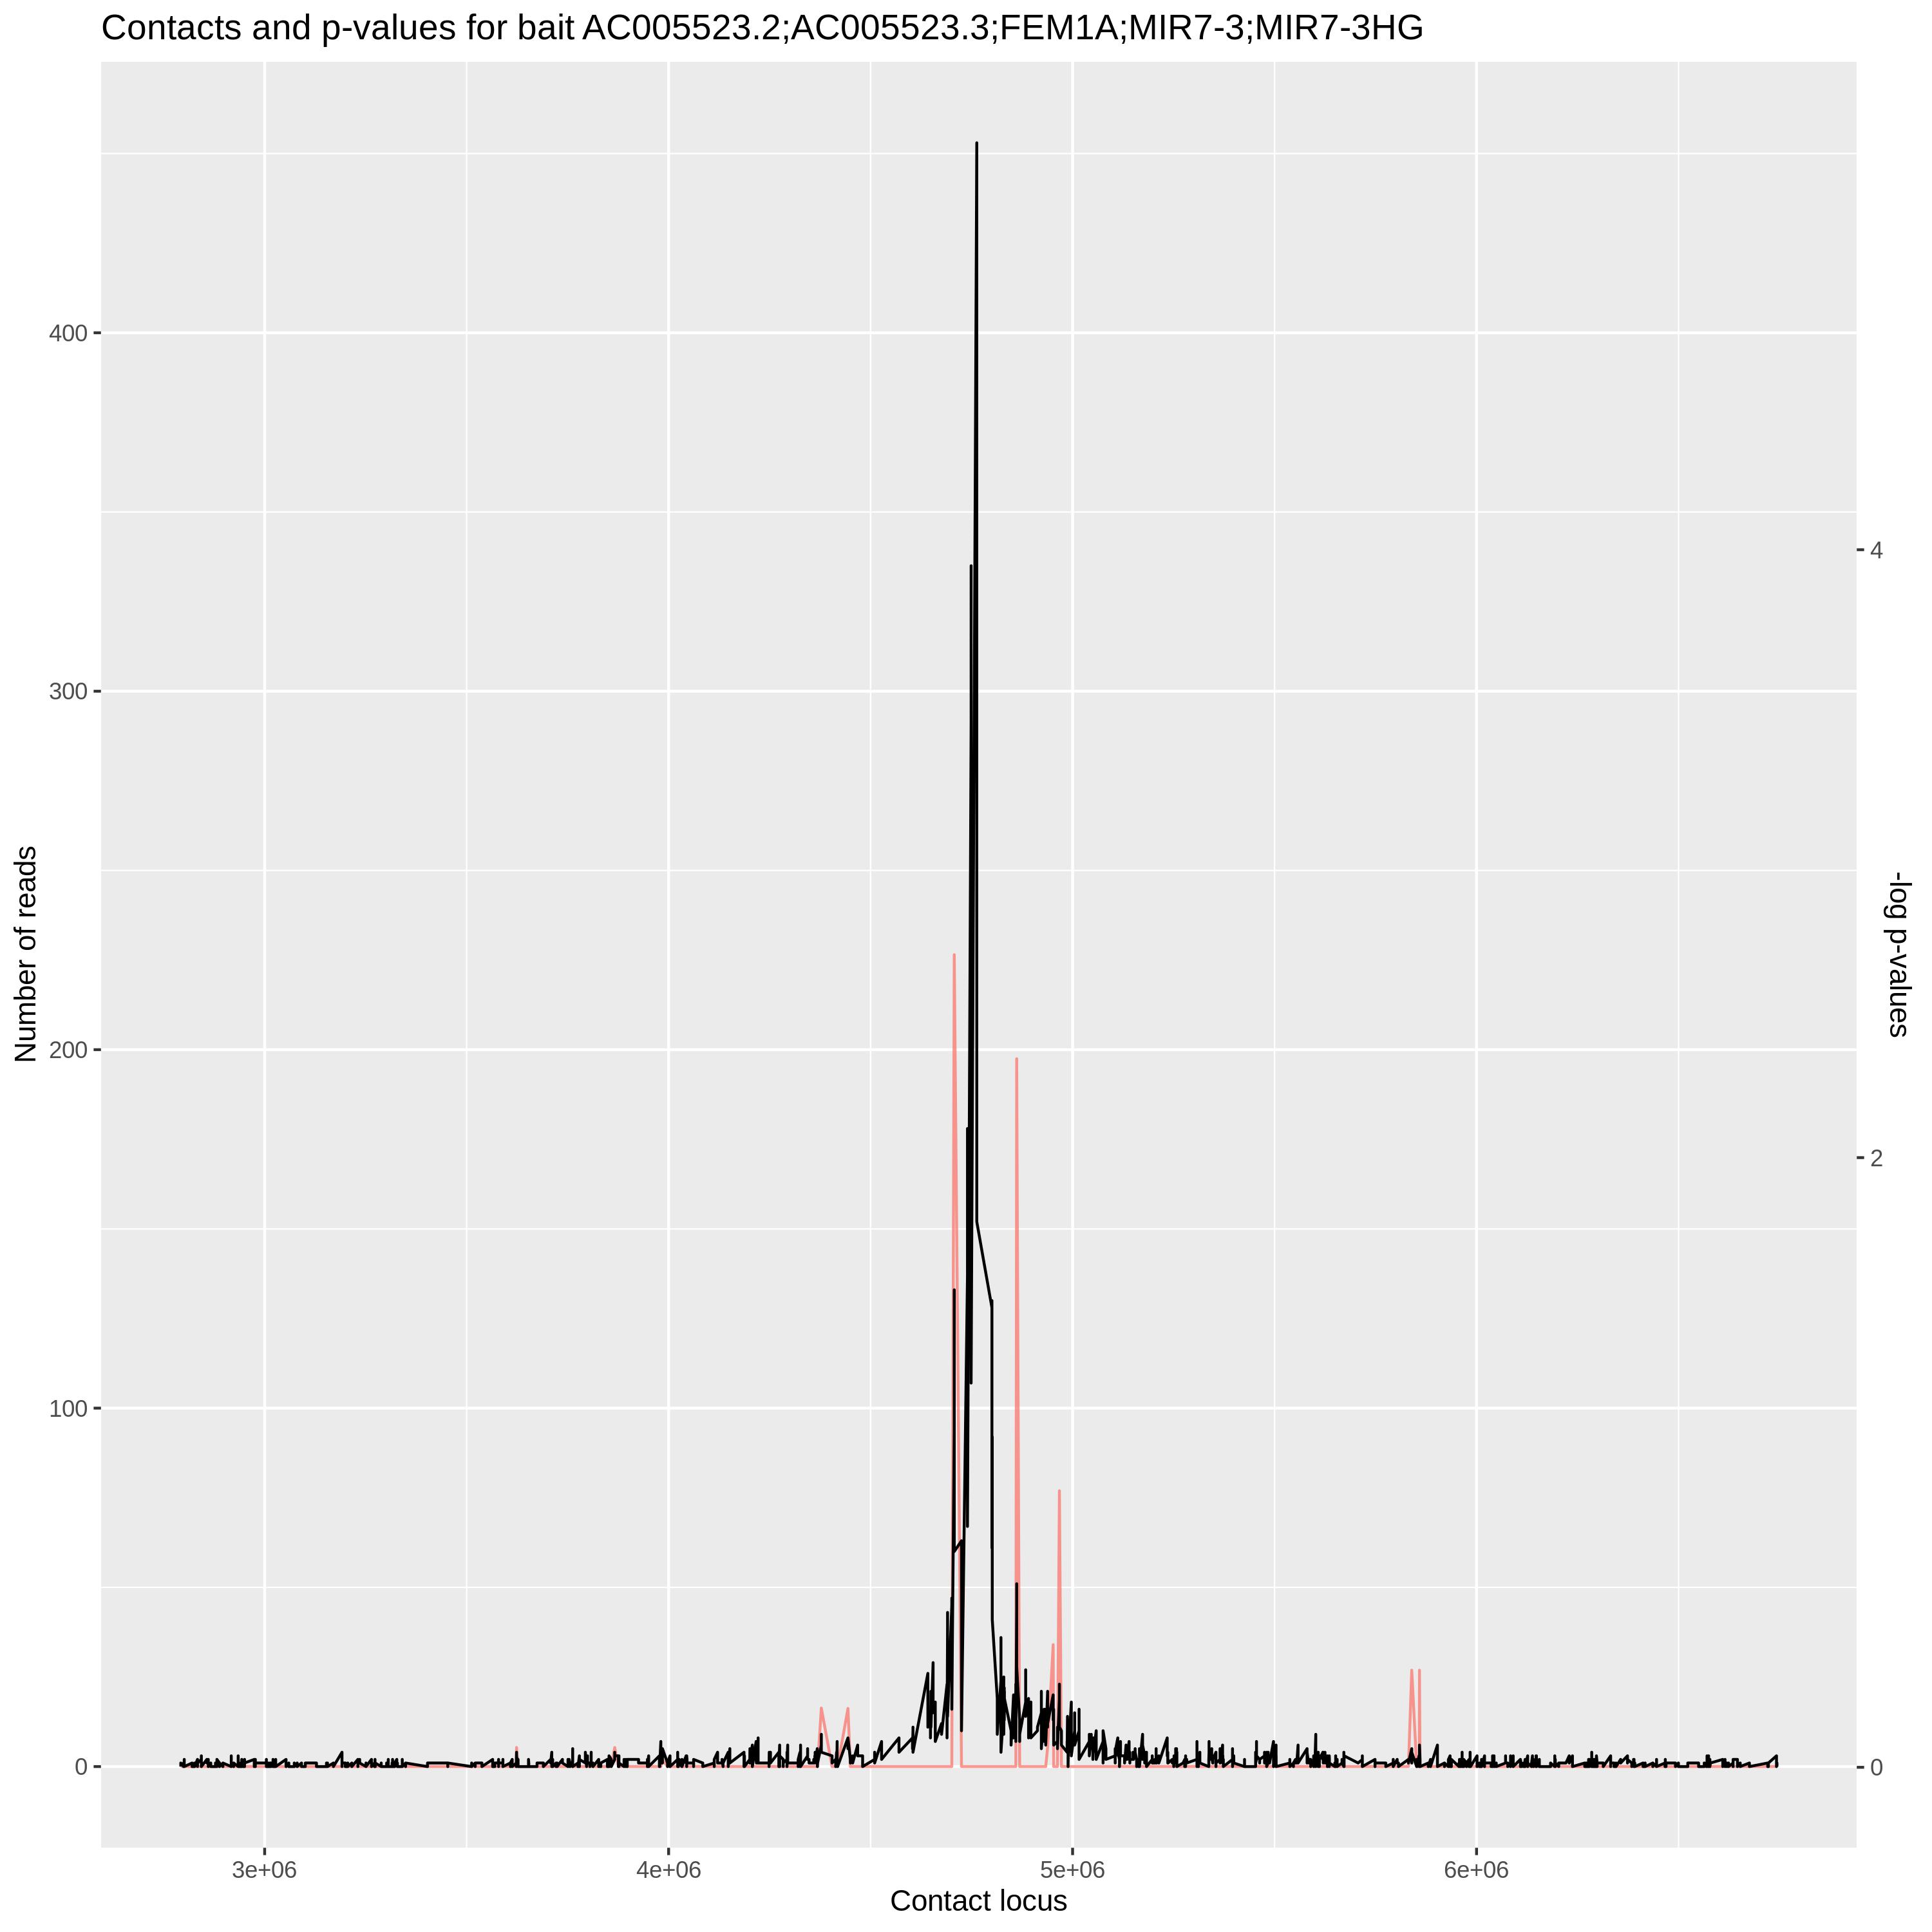 Contacts and p-values for bait AC005523.2;AC005523.3;FEM1A;MIR7-3;MIR7-3HG
400
300
200
100
0
Number of reads
4
2
0
-log p-values
3e+06
4e+06
5e+06
6e+06
Contact locus